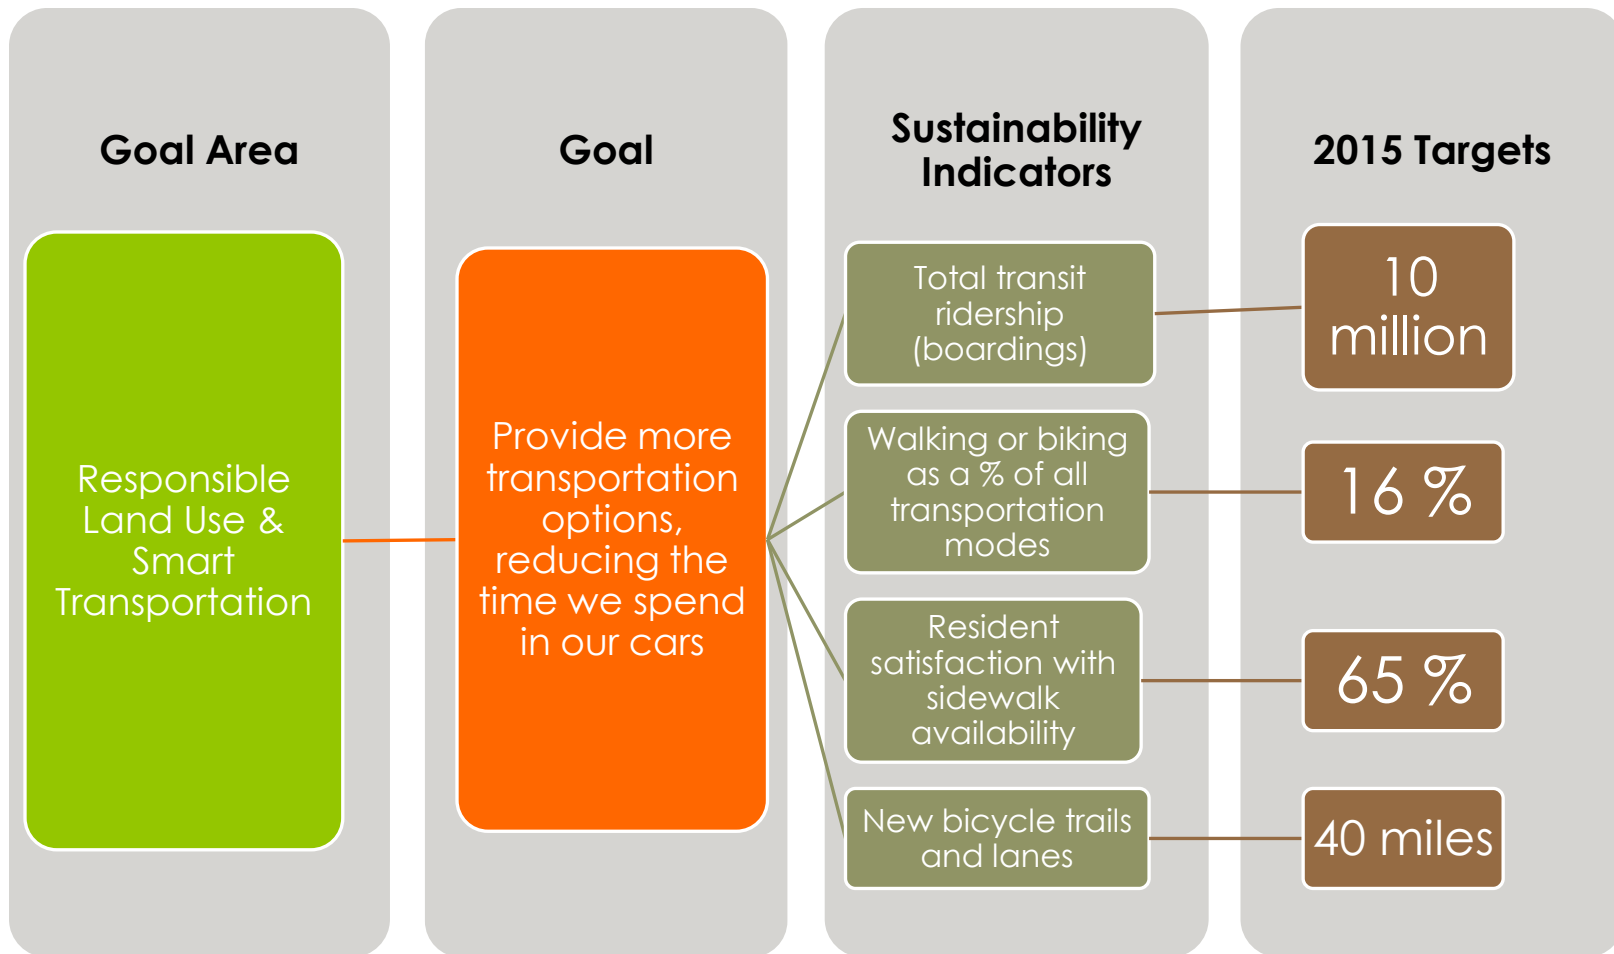 Goal Area
Goal
Sustainability
Indicators
2015 Targets
Responsible
Land Use &
Smart
Transportation
Provide more
transportation
options,
reducing the
time we spend
in our cars
Total transit
ridership
(boardings)
10
million
Walking or biking
as a % of all
transportation
modes
16 %
Resident
satisfaction with
sidewalk
availability
65 %
New bicycle trails
and lanes
40 miles